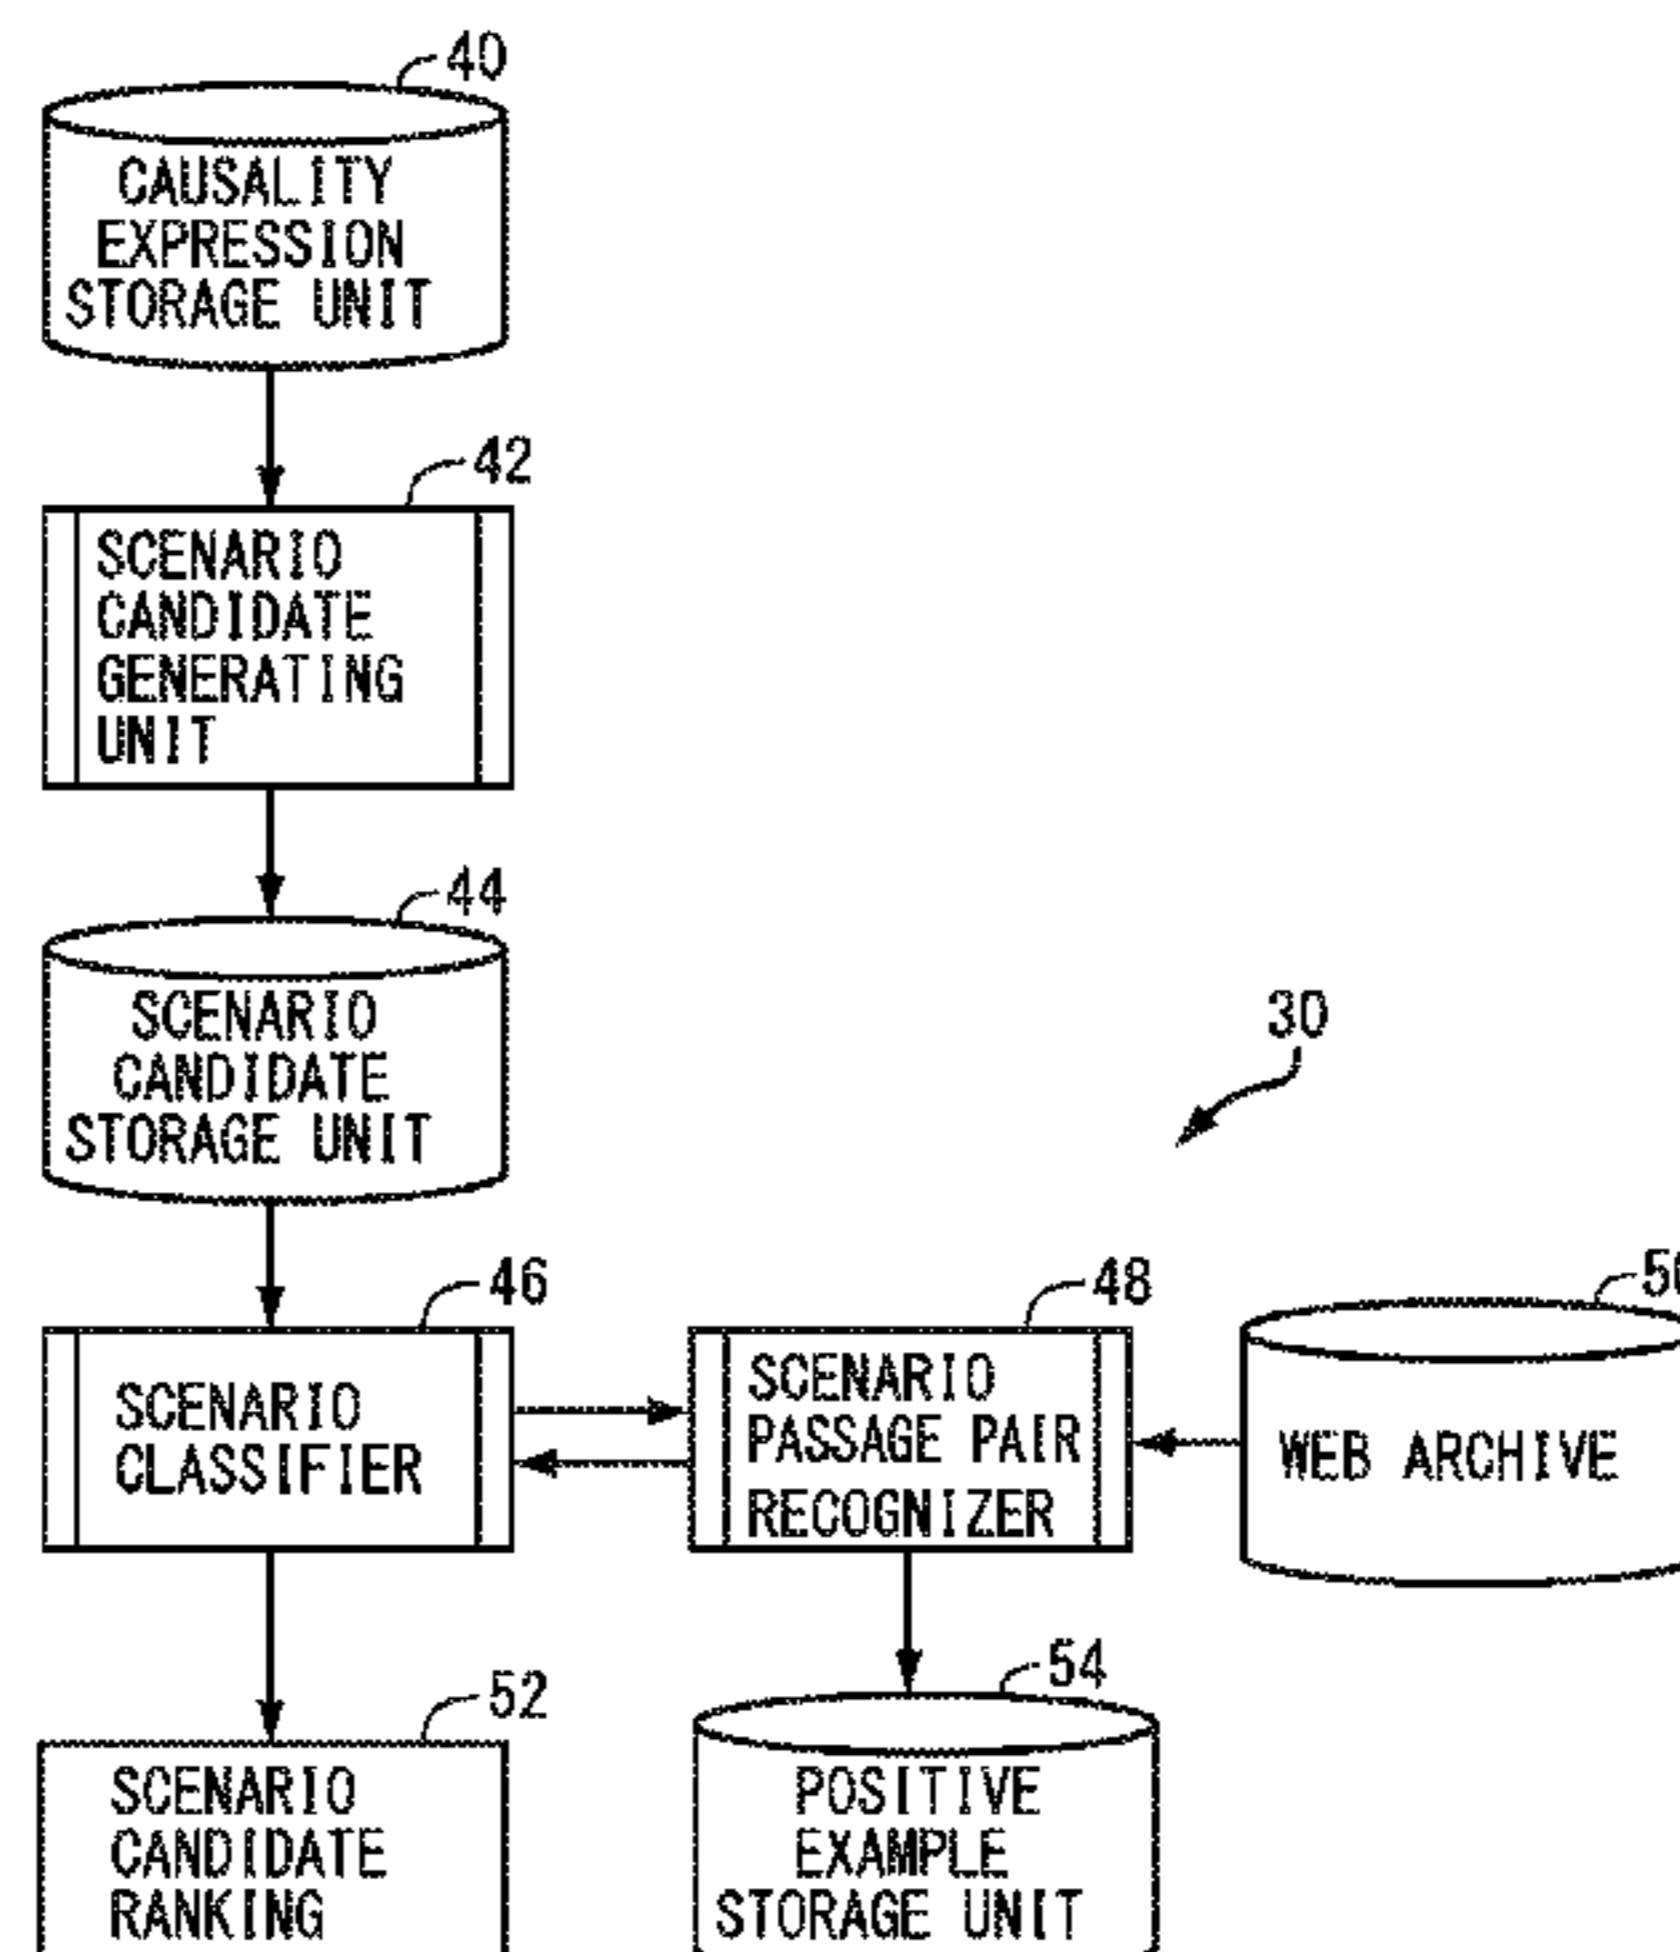 40
CAUSALITY
EXPRESSION
STORAGE UNIT
42
SCENARIO
CANDIDATE
GENERATING
UNIT
44
SCENARIO
CANDIDATE
STORAGE UNIT
30
46
SCENARIO
CLASSIFIER
48
SCENARIO
PASSAGE PAIR
RECOGNIZER
WEB ARCHIVE
52
SCENARIO
CANDIDATE
RANKING
54
POSITIVE
EXAMPLE
STORAGE UNIT